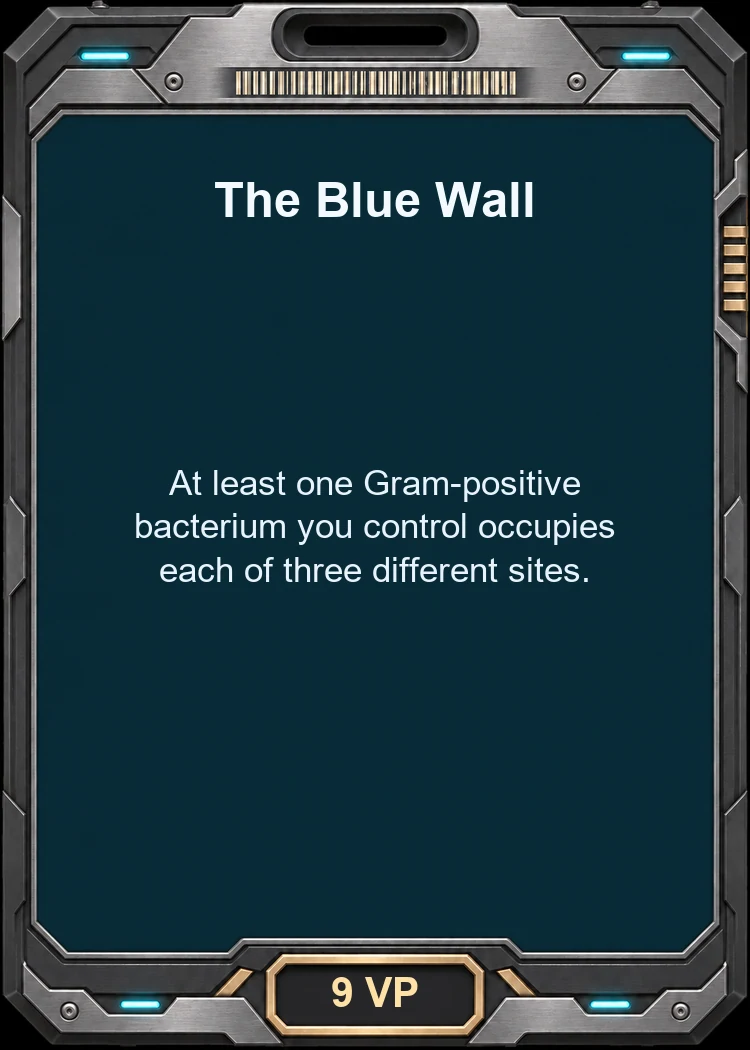 The Blue Wall
At least one Gram-positive
bacterium you control occupies
each of three different sites.
9 VP